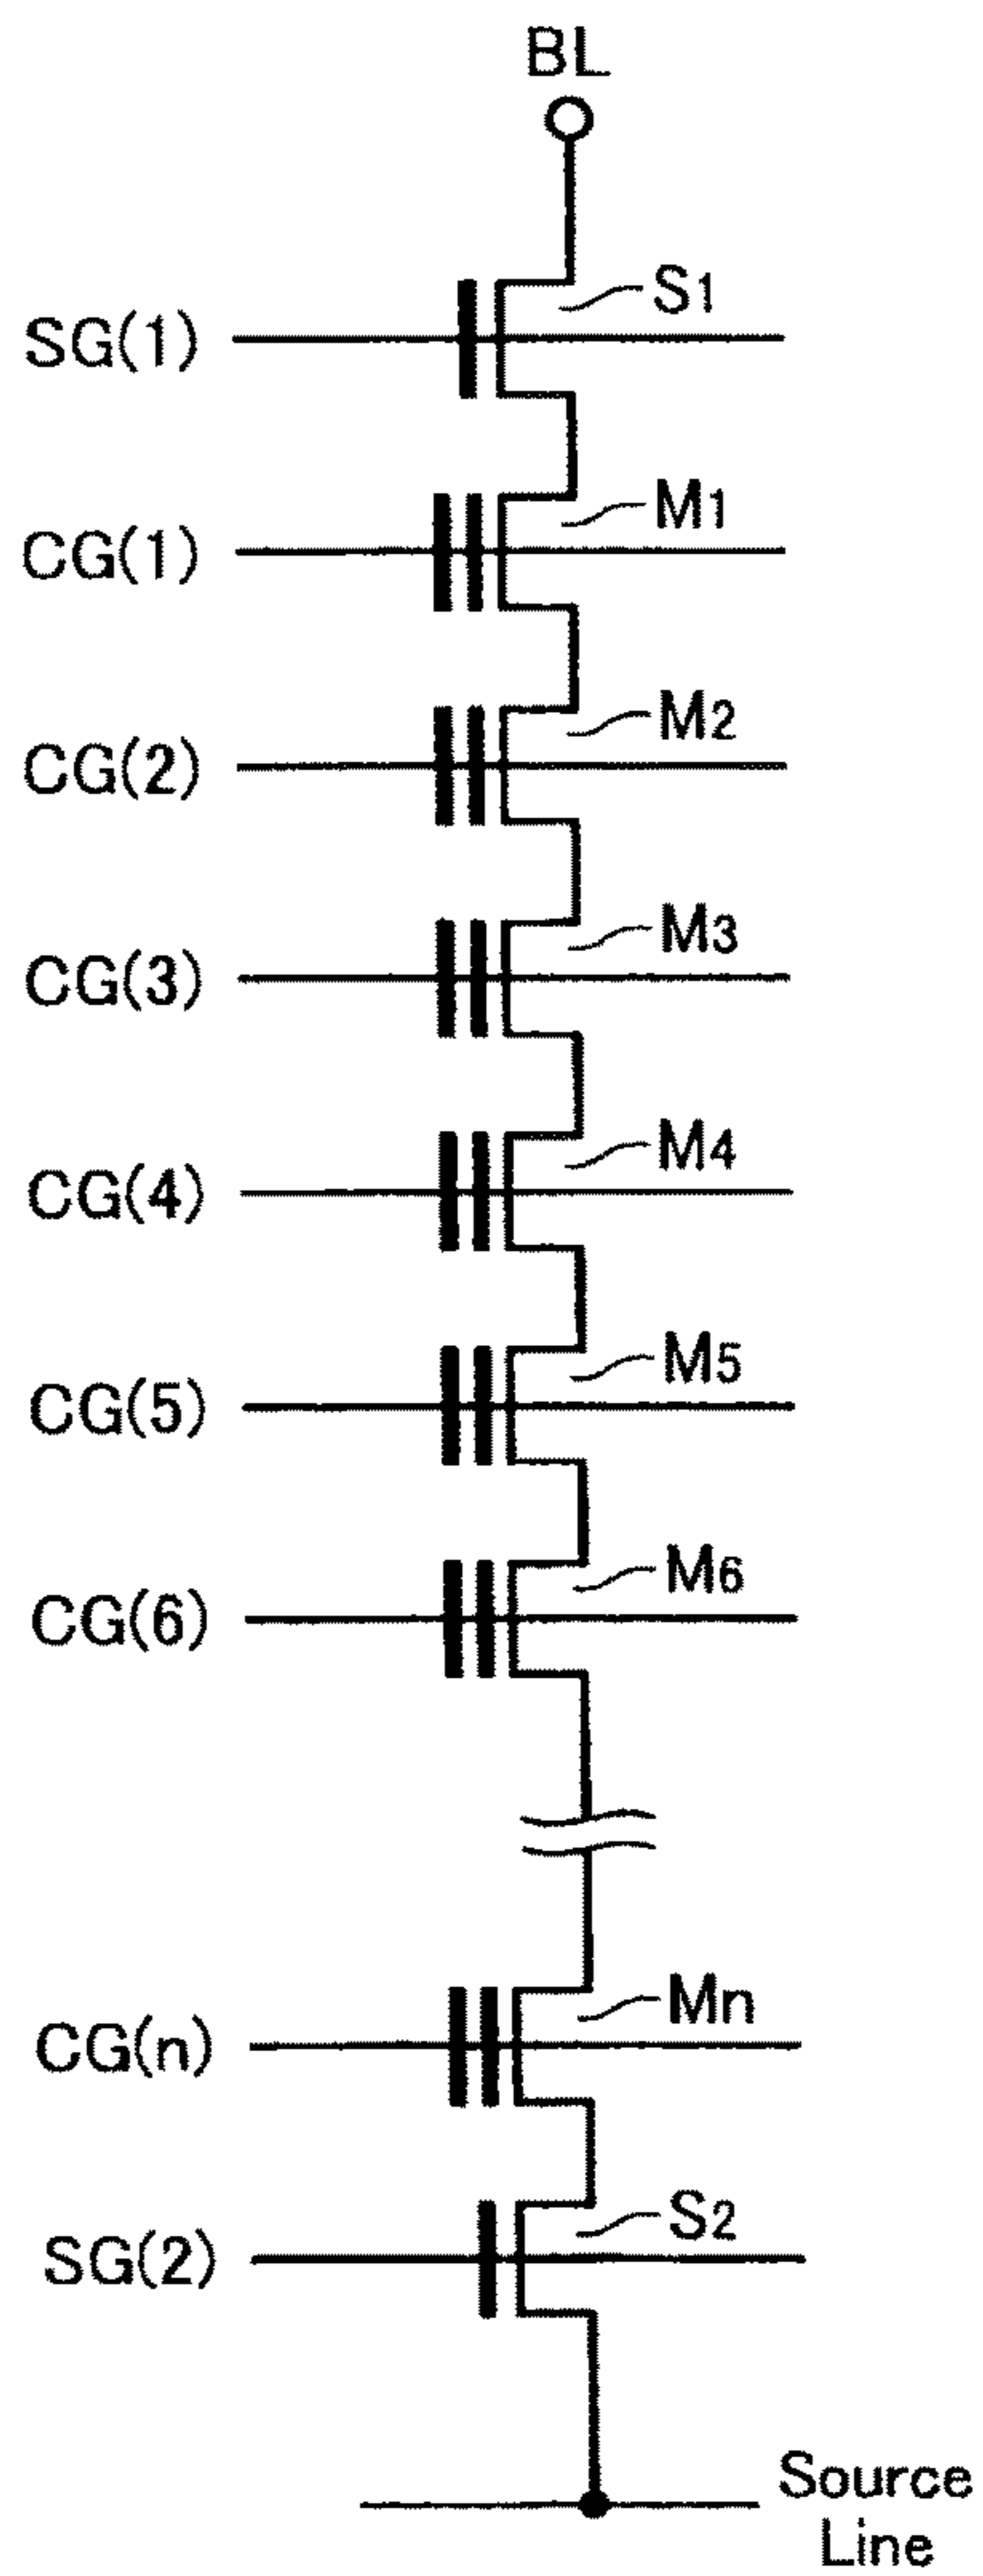 BL
S1
SG(1)
M1
CG(1)
M2
CG(2)
M3
CG(3)
M4
CG(4)
M5
CG(5)
M6
CG(6)
Mn
CG(n)
S2
SG(2)
Source
Line